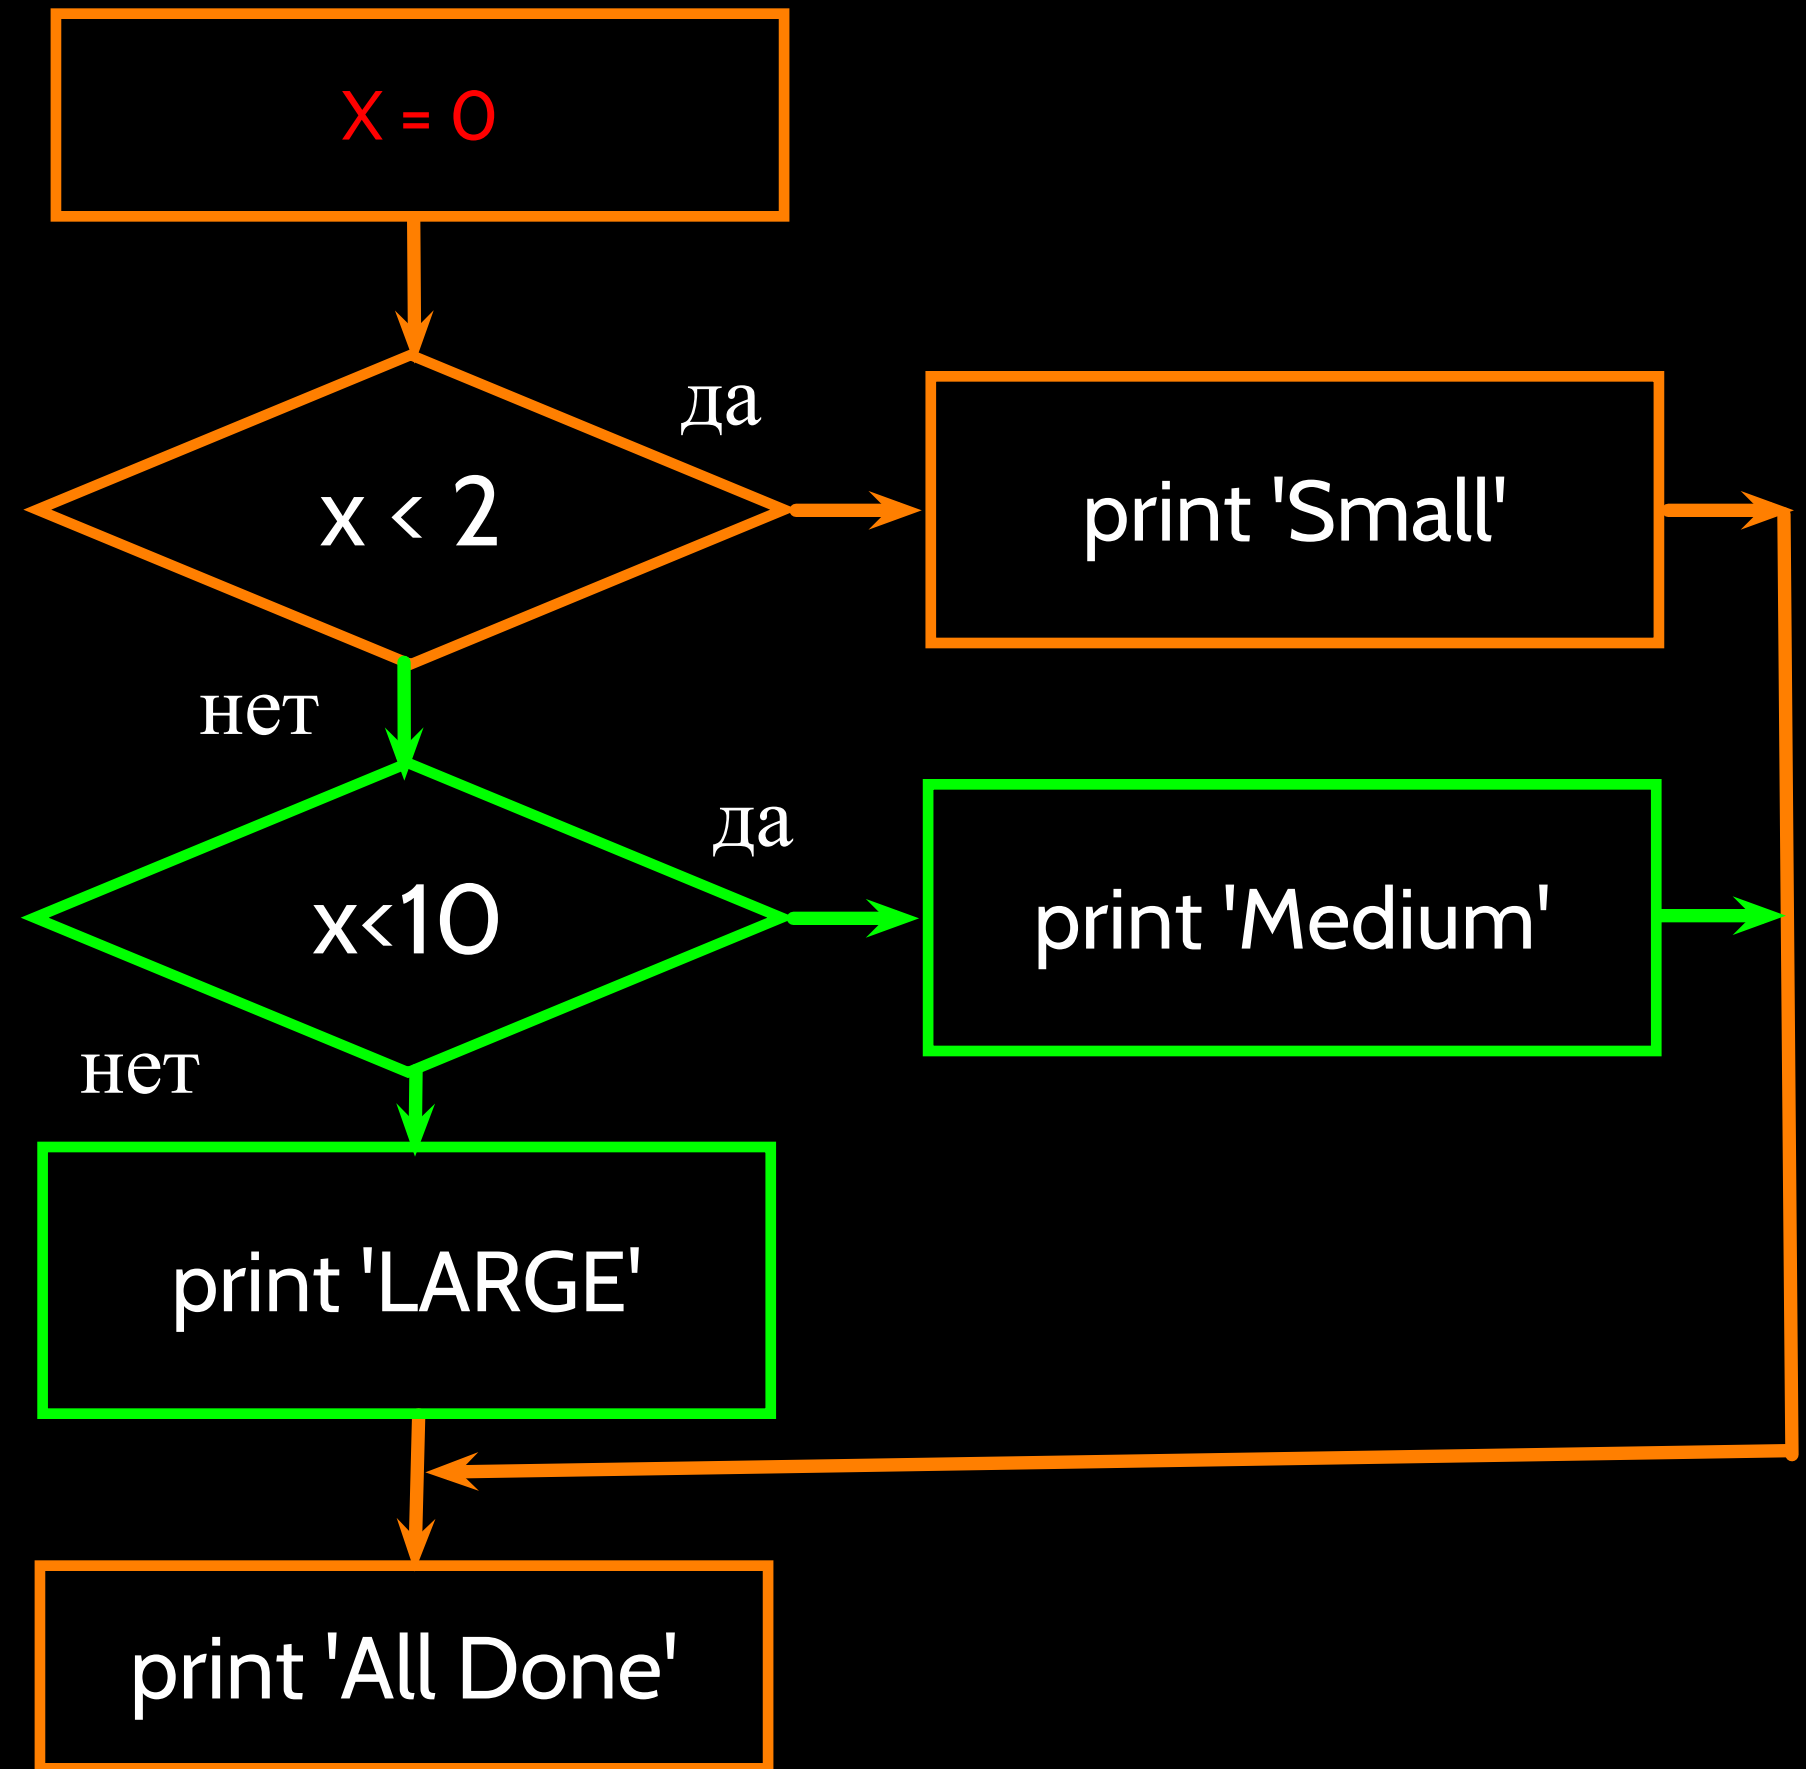 X = 0
да
x < 2
print 'Small'
нет
да
x<10
print 'Medium'
нет
print 'LARGE'
print 'All Done'